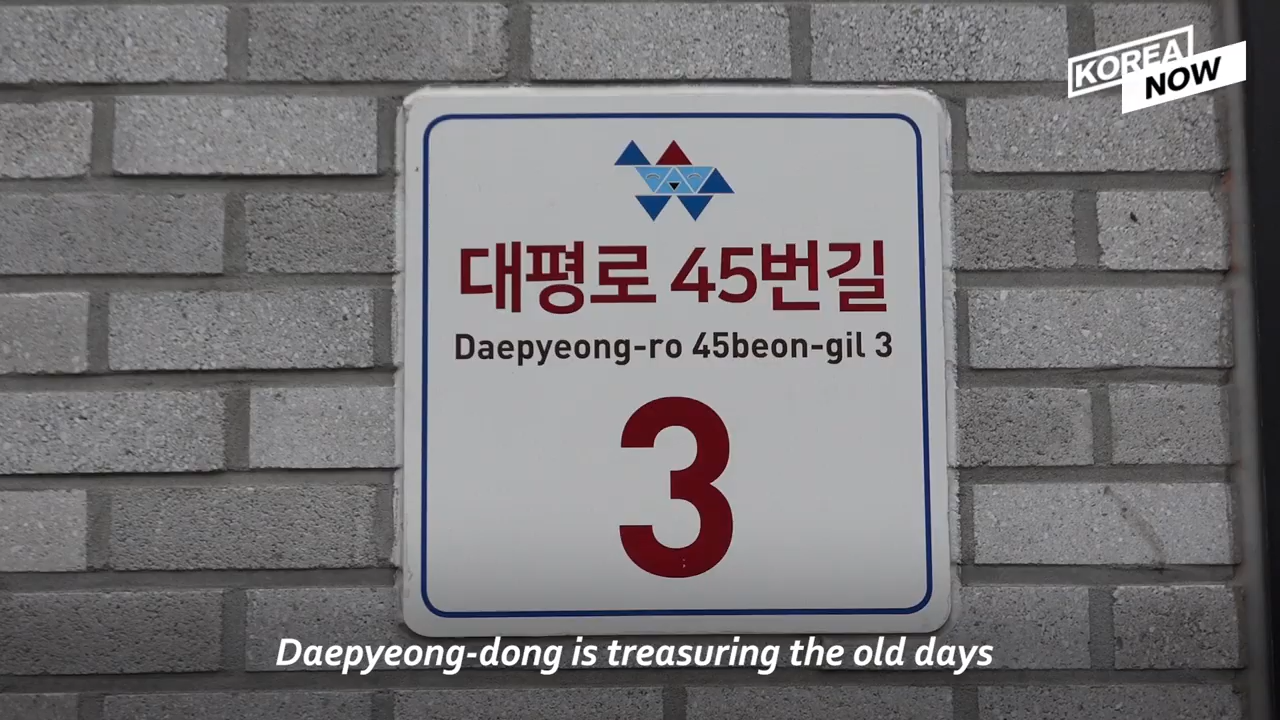 KOREA
NOW
대평로 45번길
Daepyeong-ro 45beon-gil 3
3
Daepyeong-dong is treasuring the old days